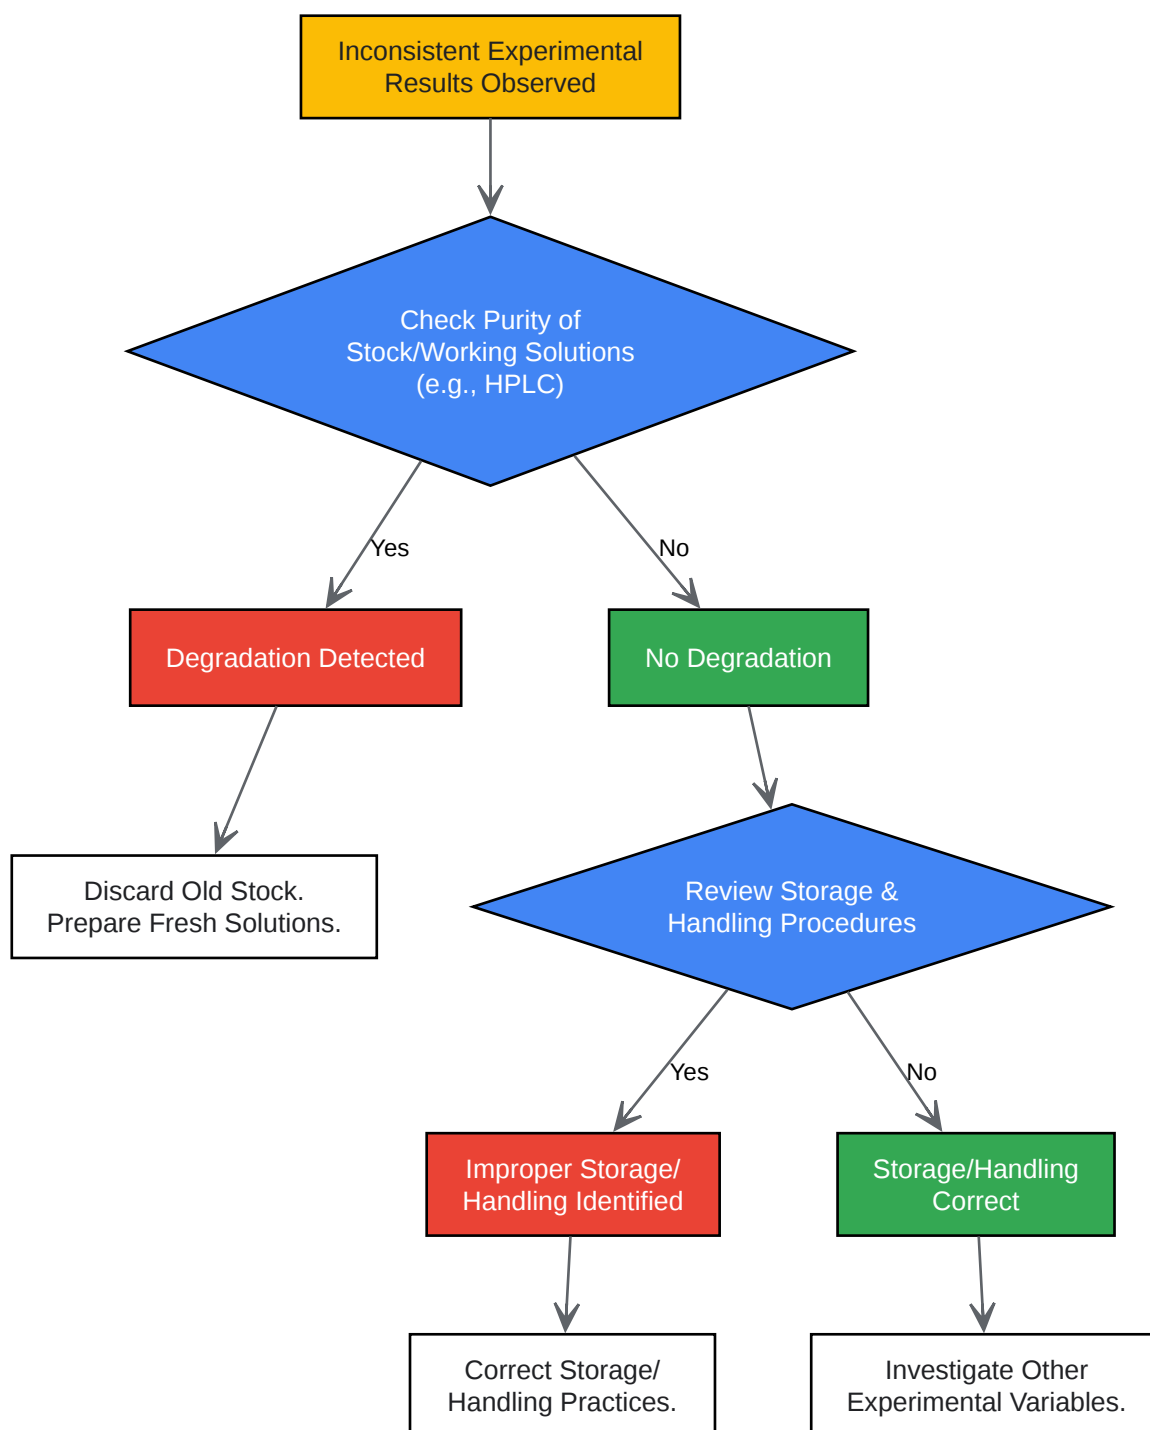 Inconsistent Experimental
Results Observed
Check Purity of
Stock/Working Solutions
(e.g., HPLC)
Yes
No
Degradation Detected
No Degradation
Discard Old Stock.
Prepare Fresh Solutions.
Review Storage &
Handling Procedures
Yes
No
Improper Storage/
Handling Identified
Storage/Handling
Correct
Correct Storage/
Handling Practices.
Investigate Other
Experimental Variables.